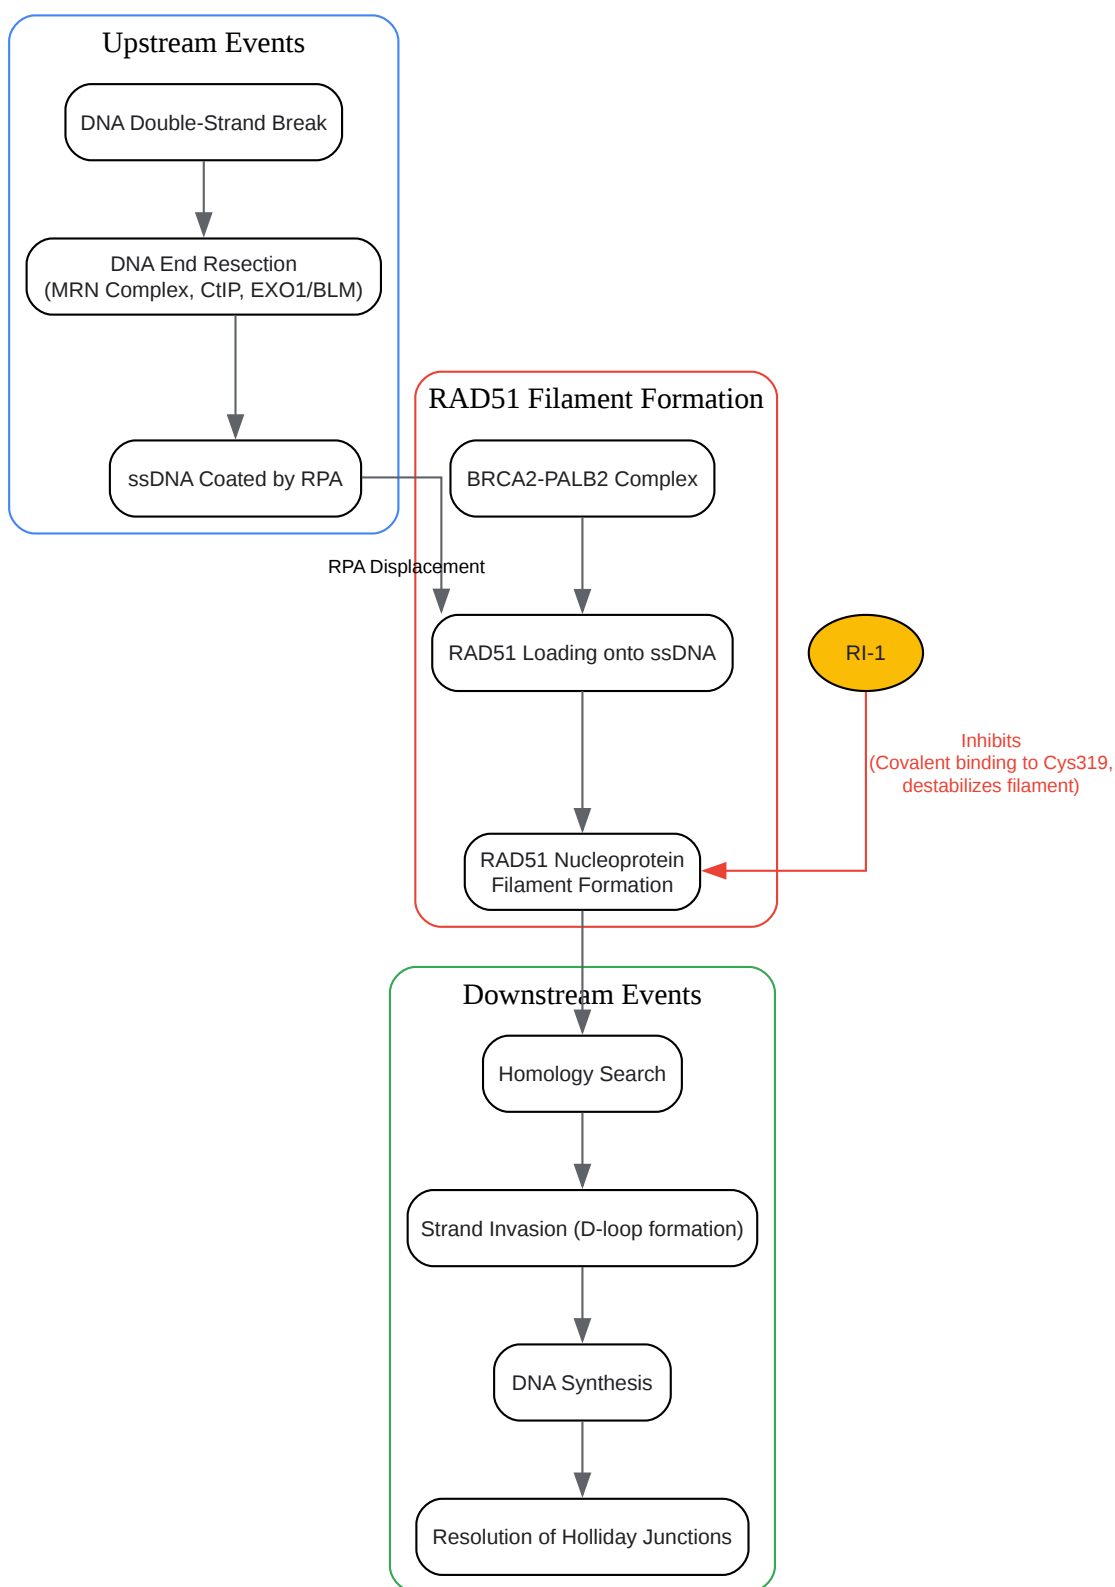 Upstream Events
DNA Double-Strand Break
DNA End Resection
(MRN Complex, CtIP, EXO1/BLM)
ssDNA Coated by RPA
RPA Displacement
RAD51 Filament Formation
BRCA2-PALB2 Complex
RAD51 Loading onto ssDNA
RI-1
Inhibits
(Covalent binding to Cys319,
destabilizes filament)
RAD51 Nucleoprotein
Filament Formation
Downstream Events
Homology Search
Strand Invasion (D-loop formation)
DNA Synthesis
Resolution of Holliday Junctions